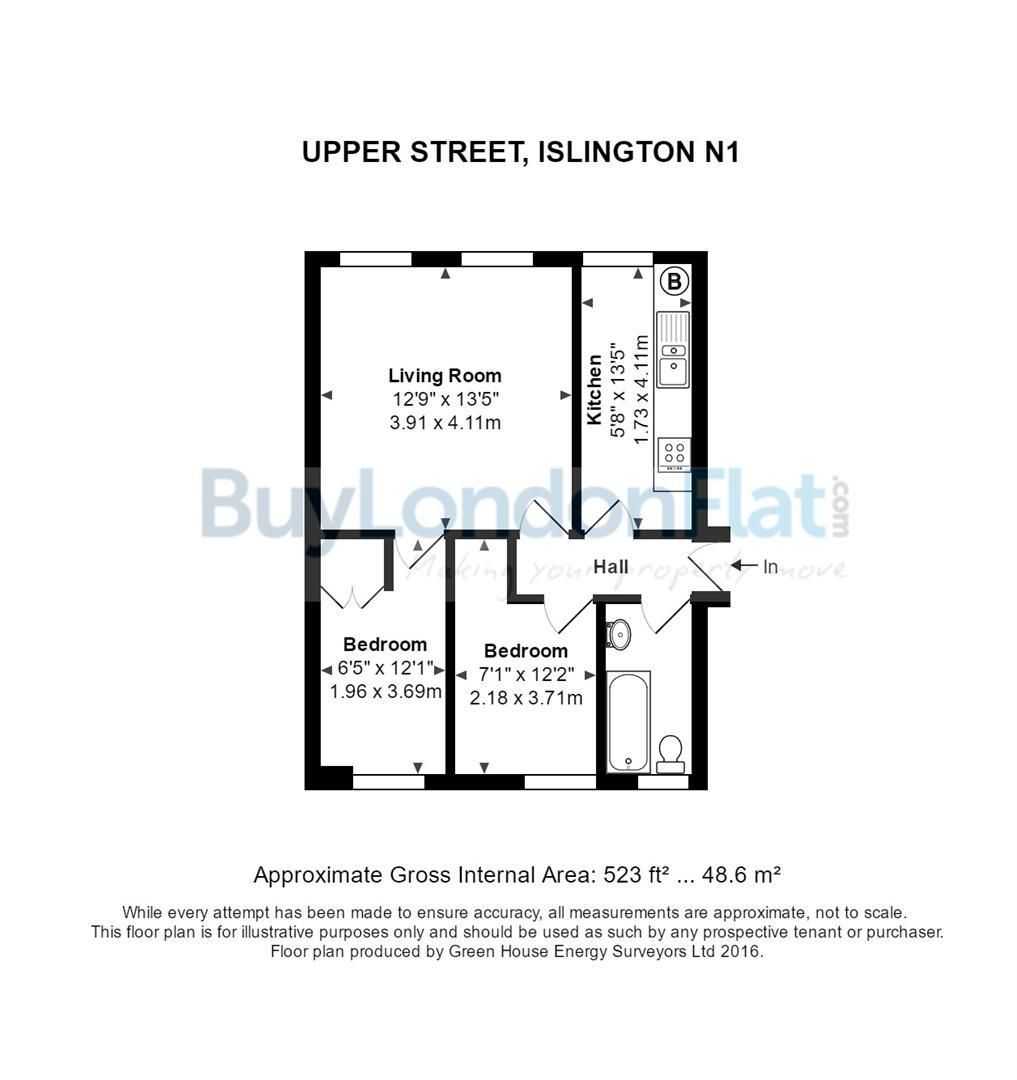 UPPER STREET, ISLINGTON N1
B
Living Room
12'9" x 13'5"
3.91 x 4.11m
Kitchen
5'8" x 13'5"
1.73 x 4.11m
BuyLondonFlat.com
Making your property move
Hall
In
Bedroom
6'5" x 12'1"
1.96 x 3.69m
Bedroom
7'1" x 12'2"
2.18 x 3.71m
Approximate Gross Internal Area: 523 ft² ... 48.6 m²
While every attempt has been made to ensure accuracy, all measurements are approximate, not to scale.
This floor plan is for illustrative purposes only and should be used as such by any prospective tenant or purchaser.
Floor plan produced by Green House Energy Surveyors Ltd 2016.